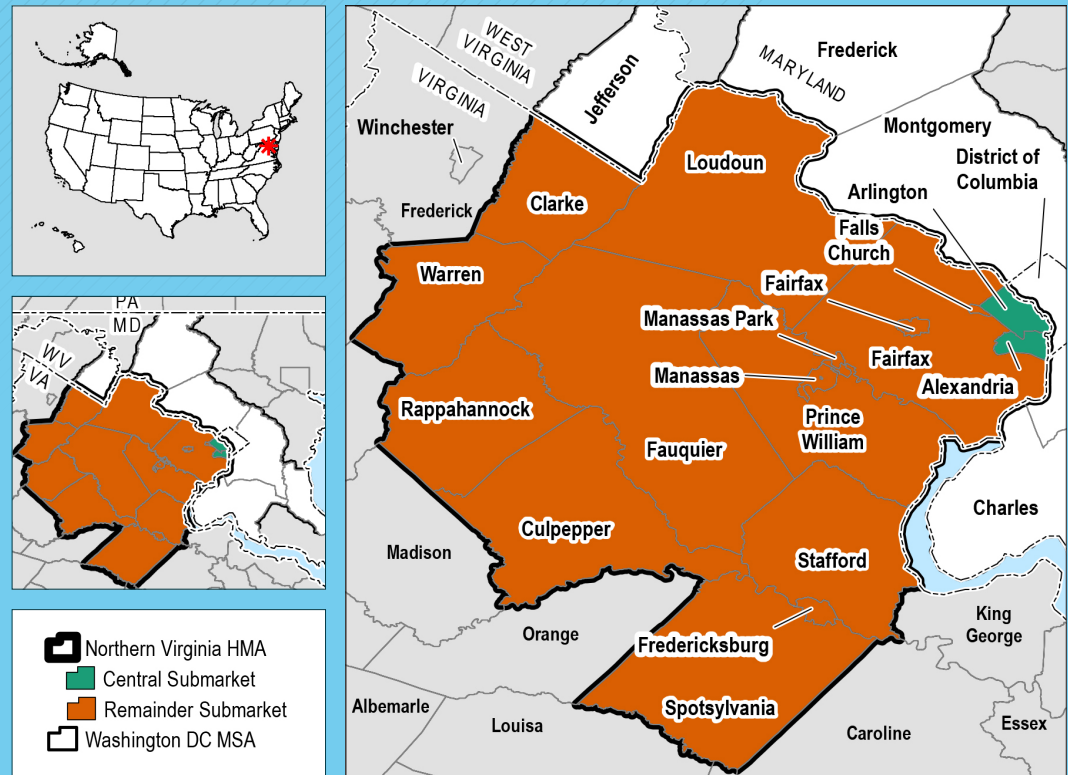 PA
MD
WV
VA
Northern Virginia HMA
Central Submarket
Remainder Submarket
Washington DC MSA
WEST
VIRGINIA
VIRGINIA
Jefferson
Frederick
MARYLAND
Winchester
Montgomery
District of
Columbia
Loudoun
Arlington
Clarke
Frederick
Falls
Church
Warren
Fairfax
Manassas Park
Fairfax
Manassas
Alexandria
Rappahannock
Prince
William
Fauquier
Charles
Culpepper
Madison
Stafford
King
George
Orange
Fredericksburg
Albemarle
Spotsylvania
Louisa
Caroline
Essex